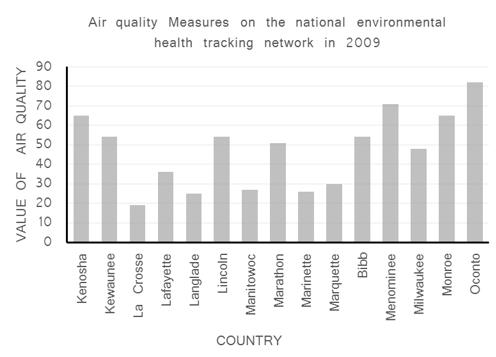 Air quality Measures on the national environmental
health tracking network in 2009
VALUE OF AIR QUALITY
90
80
70
60
50
40
30
20
10
0
Kenosha
Kewaunee
La Crosse
Lafayette
Langlade
Lincoln
Manitowoc
Marathon
Marinette
Marquette
Bibb
Menominee
Milwaukee
Monroe
Oconto
COUNTRY